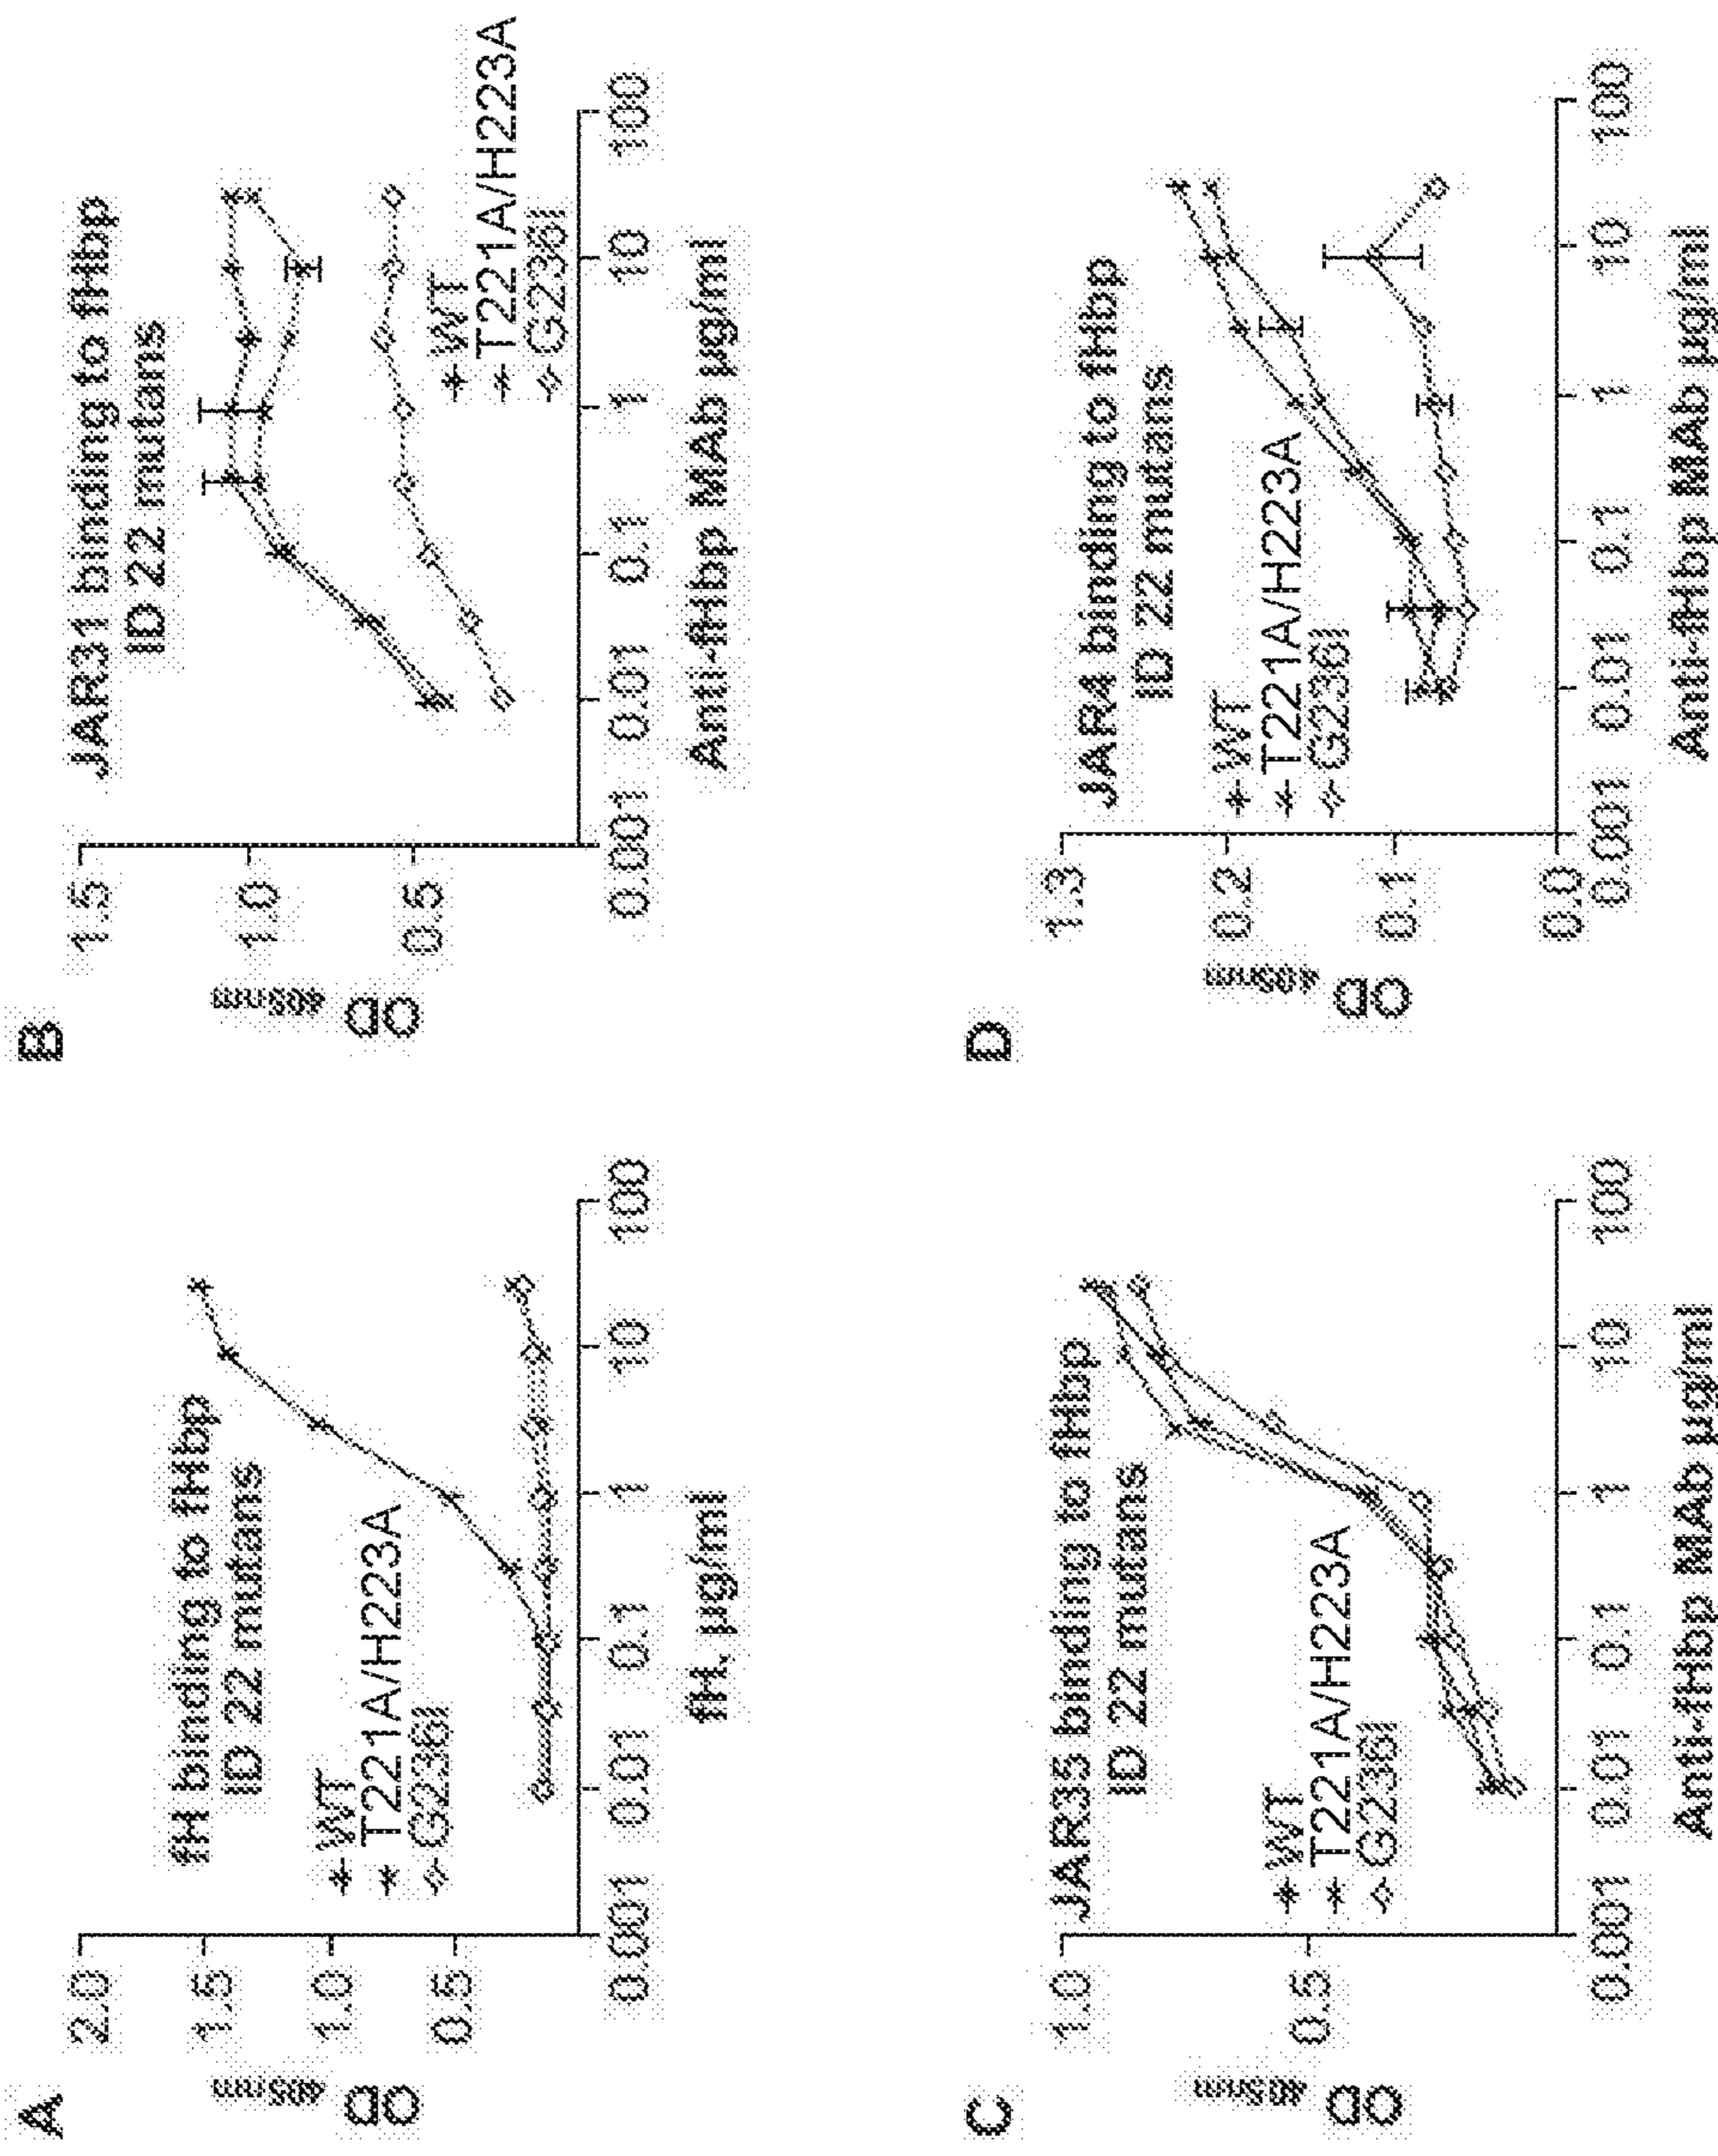 A
fH binding to fHbp
ID 22 mutans
WT
T221A/H223A
G236I
2.0
1.5
1.0
0.5
OD
405nm
0.001 0.01 0.1 1 10 100
fH, µg/ml
B
JAR31 binding to fHbp
ID 22 mutans
1.5
1.0
0.5
OD
405nm
WT
T221A/H223A
G236I
0.001 0.01 0.1 1 10 100
Anti-fHbp MAb µg/ml
C
JAR35 binding to fHbp
ID 22 mutans
WT
T221A/H223A
G236I
1.0
0.5
OD
405nm
0.001 0.01 0.1 1 10 100
Anti-fHbp MAb µg/ml
D
JAR4 binding to fHbp
ID 22 mutans
WT
T221A/H223A
G236I
1.3
0.2
0.1
0.0
OD
405nm
0.001 0.01 0.1 1 10 100
Anti-fHbp MAb µg/ml